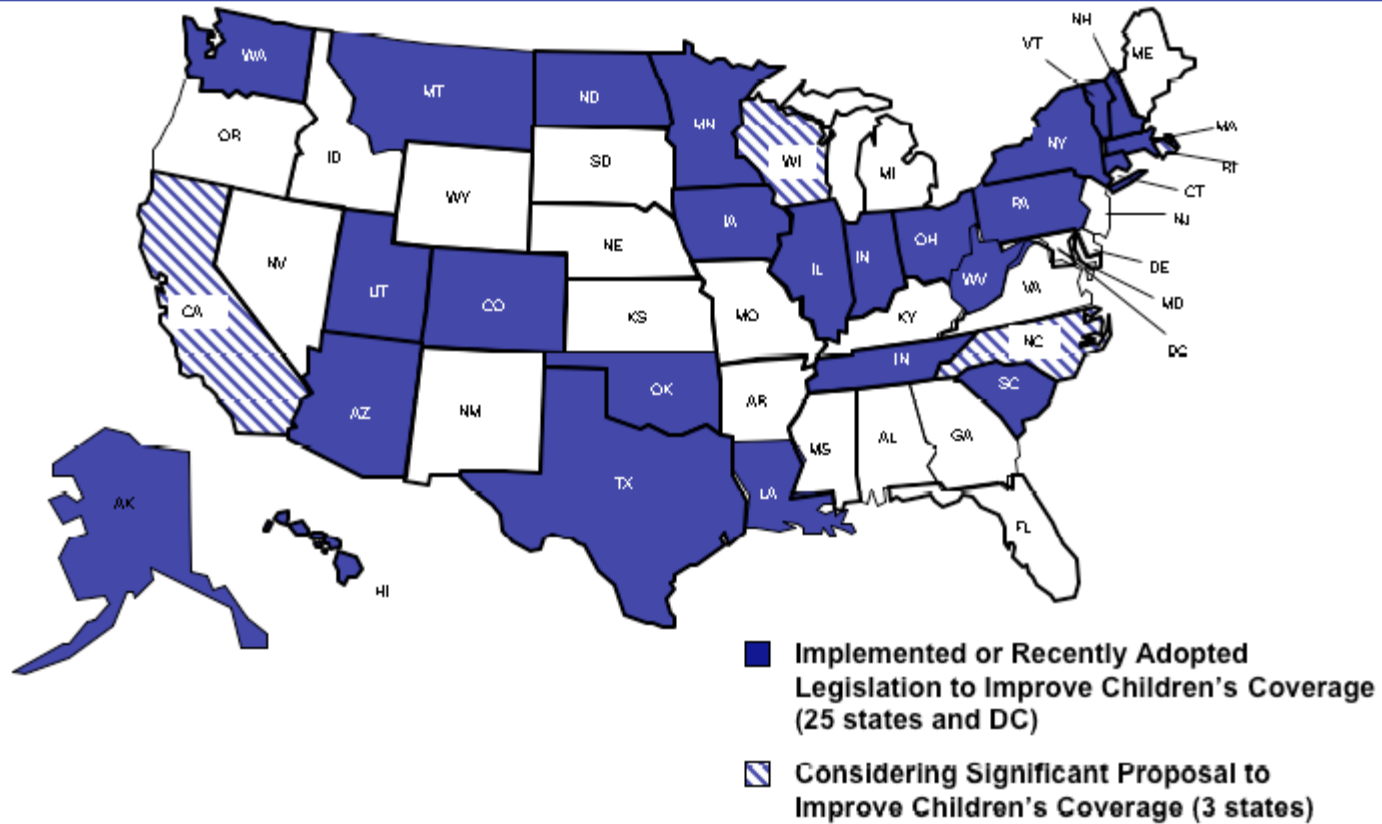 NH
VT
ME
WA
MT
ND
MN
OR
ID
SD
WI
MI
NY
MA
RI
CT
NJ
WY
IA
PA
NE
OH
NV
UT
CO
IL
IN
WV
VA
DE
MD
DC
CA
KS
MO
KY
NC
TN
AZ
NM
OK
AR
SC
MS
AL
GA
TX
LA
FL
AK
HI
Implemented or Recently Adopted
Legislation to Improve Children's Coverage
(25 states and DC)
Considering Significant Proposal to
Improve Children's Coverage (3 states)